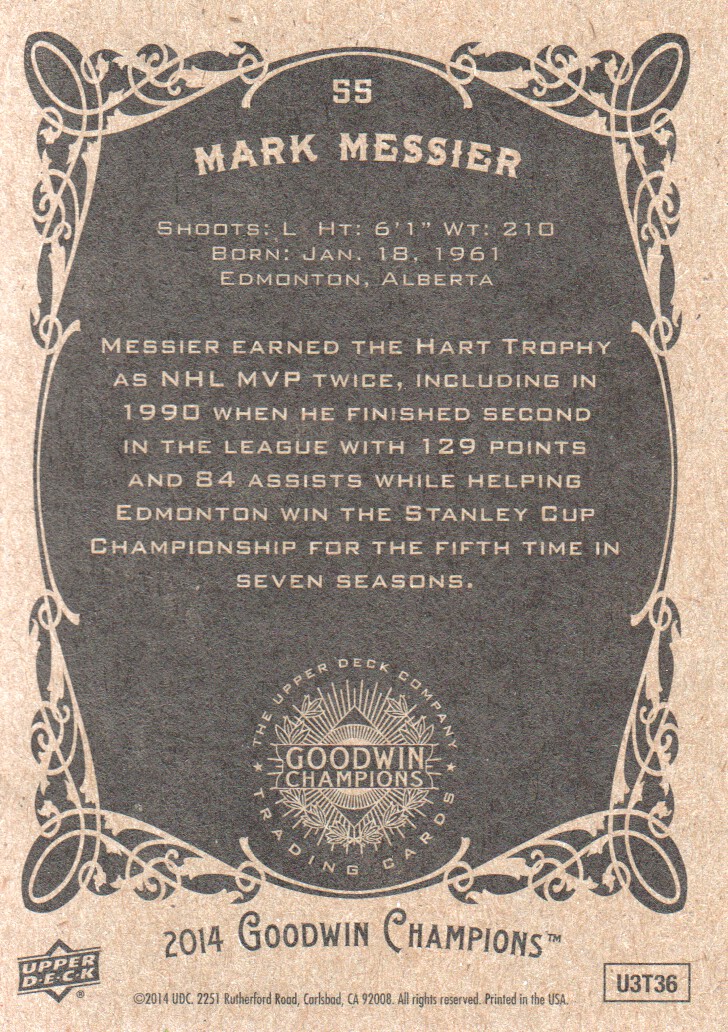 55
MARK MESSIER
SHOOTS: L HT: 6'1" WT: 210
BORN: JAN. 18, 1961
EDMONTON, ALBERTA
MESSIER EARNED THE HART TROPHY
AS NHL MVP TWICE, INCLUDING IN
1990 WHEN HE FINISHED SECOND
IN THE LEAGUE WITH 129 POINTS
AND 84 ASSISTS WHILE HELPING
EDMONTON WIN THE STANLEY CUP
CHAMPIONSHIP FOR THE FIFTH TIME IN
SEVEN SEASONS.
THE UPPER DECK COMPANY
GOODWIN
CHAMPIONS
TRADING CARDS
2014 GOODWIN CHAMPIONS™
UPPER
D·E·C·K
®
©2014 UDC. 2251 Rutherford Road, Carlsbad, CA 92008. All rights reserved. Printed in the USA.
U3T36